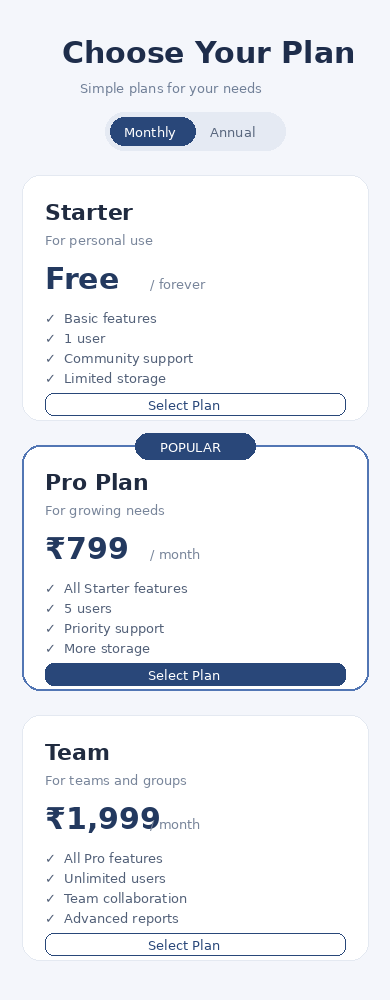 Choose Your Plan
Simple plans for your needs
Monthly Annual
Starter
For personal use
Free / forever
✓ Basic features
✓ 1 user
✓ Community support
✓ Limited storage
Select Plan
POPULAR
Pro Plan
For growing needs
₹799 / month
✓ All Starter features
✓ 5 users
✓ Priority support
✓ More storage
Select Plan
Team
For teams and groups
₹1,999 / month
✓ All Pro features
✓ Unlimited users
✓ Team collaboration
✓ Advanced reports
Select Plan